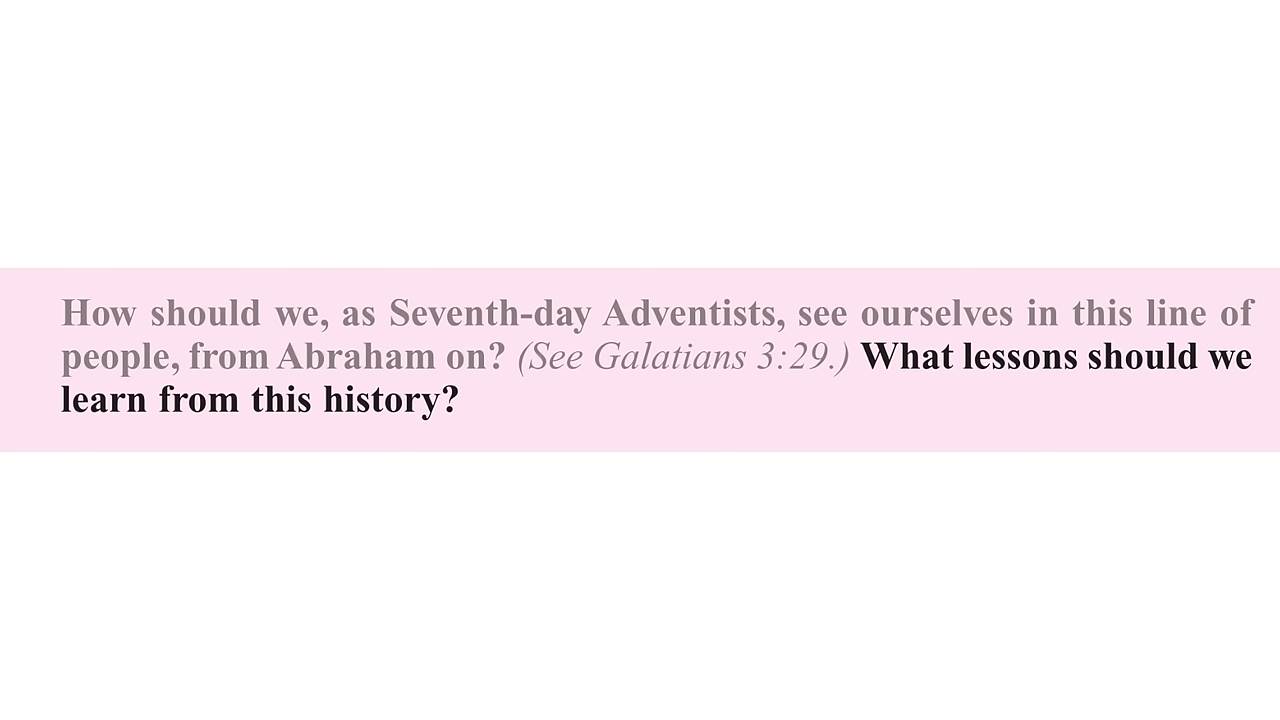 How should we, as Seventh-day Adventists, see ourselves in this line of
people, from Abraham on? (See Galatians 3:29.) What lessons should we
learn from this history?